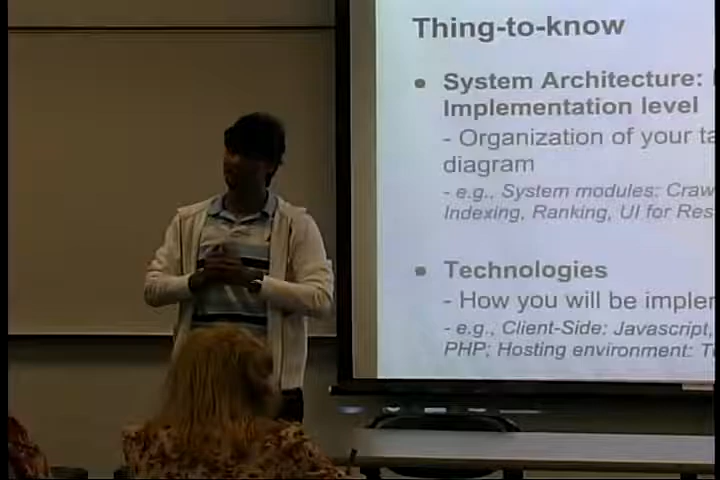 Thing-to-know
System Architecture:
Implementation level
- Organization of your
diagram
- e.g., System modules:
Indexing, Ranking, UI for
Technologies
- How you will be
- e.g., Client-Side: Javascript,
PHP; Hosting environment: